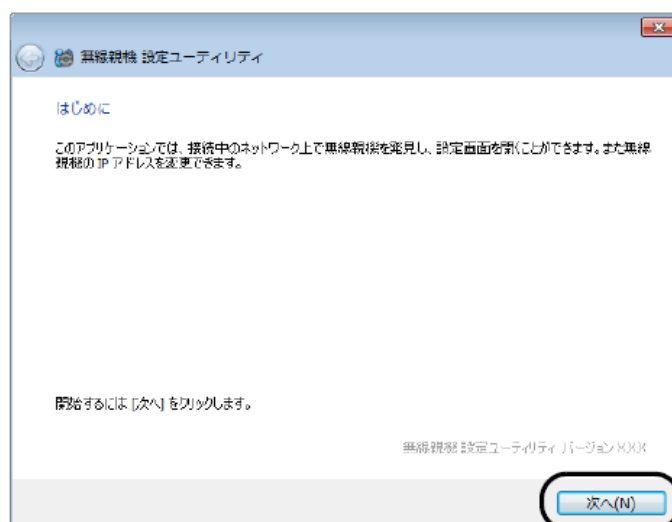 無線親機 設定ユーティリティ
はじめに
このアプリケーションでは、接続中のネットワーク上で無線親機を発見し、設定画面を開くことができます。また無線
親機の IP アドレスを変更できます。
開始するには [次へ] をクリックします。
無線親機 設定ユーティリティ バージョン X.XX
次へ(N)